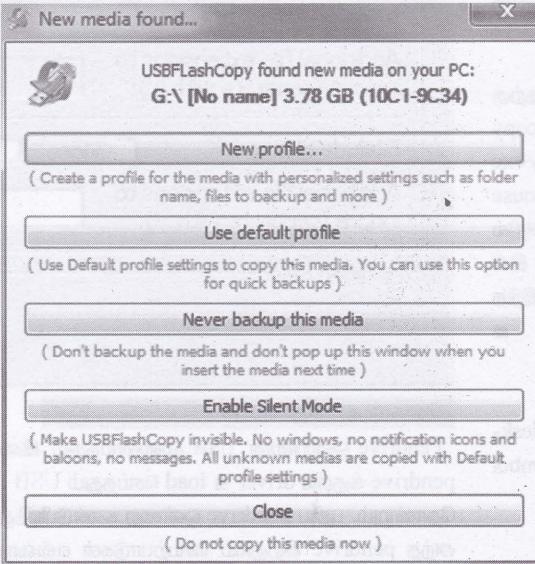 New media found...
X
USBFLashCopy found new media on your PC:
G:\ [No name] 3.78 GB (10C1-9C34)
New profile...
( Create a profile for the media with personalized settings such as folder
name, files to backup and more )
Use default profile
( Use Default profile settings to copy this media. You can use this option
for quick backups )
Never backup this media
( Don't backup the media and don't pop up this window when you
insert the media next time )
Enable Silent Mode
( Make USBFlashCopy invisible. No windows, no notification icons and
baloons, no messages. All unknown medias are copied with Default
profile settings )
Close
( Do not copy this media now )